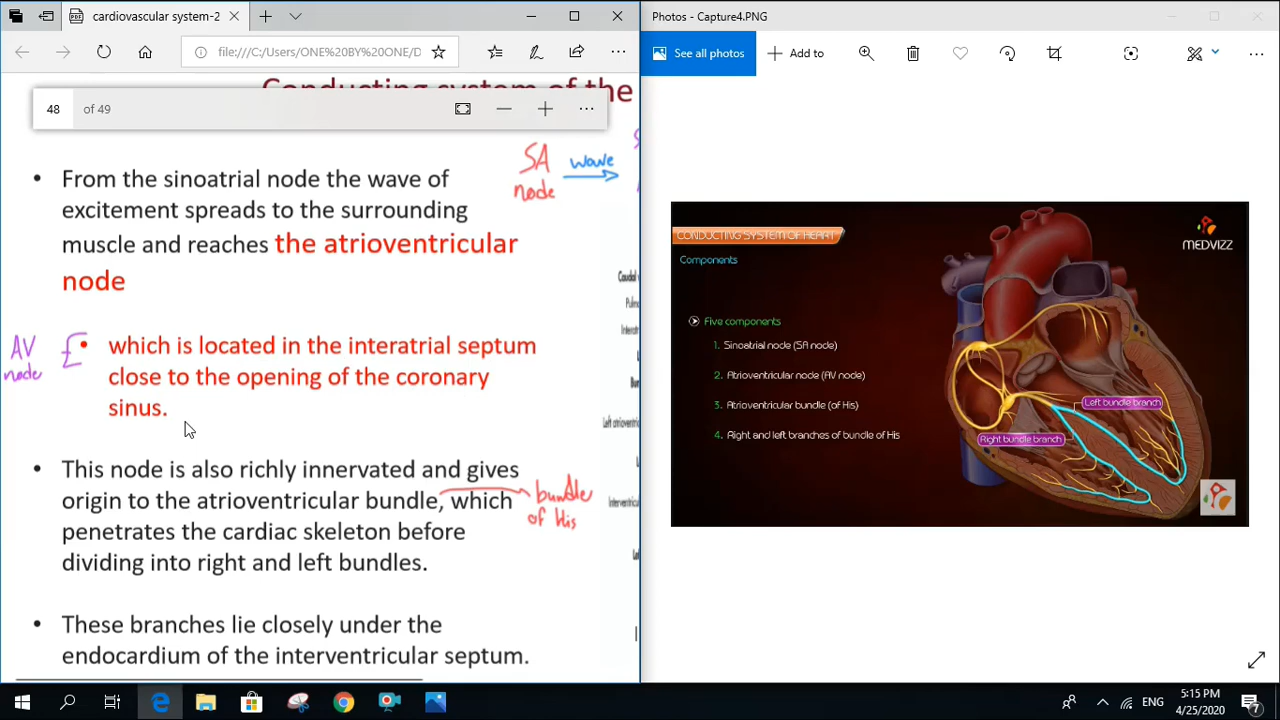 cardiovascular system-2
Photos - Capture4.PNG
file:///C:/Users/ONE%20BY%20ONE/D
See all photos
Add to
48 of 49
Conducting system of the
SA
node
wave
From the sinoatrial node the wave of
excitement spreads to the surrounding
muscle and reaches the atrioventricular
node
AV
node
which is located in the interatrial septum
close to the opening of the coronary
sinus.
This node is also richly innervated and gives
origin to the atrioventricular bundle, which
penetrates the cardiac skeleton before
dividing into right and left bundles.
bundle
of His
These branches lie closely under the
endocardium of the interventricular septum.
Caudal
Bu
Left atrioventri
CONDUCTING SYSTEM OF HEART
MEDVIZZ
Components
Five components
1. Sinoatrial node (SA node)
2. Atrioventricular node (AV node)
3. Atrioventricular bundle (of His)
4. Right and left branches of bundle of His
Left bundle branch
Right bundle branch
ENG
5:15 PM
4/25/2020
7